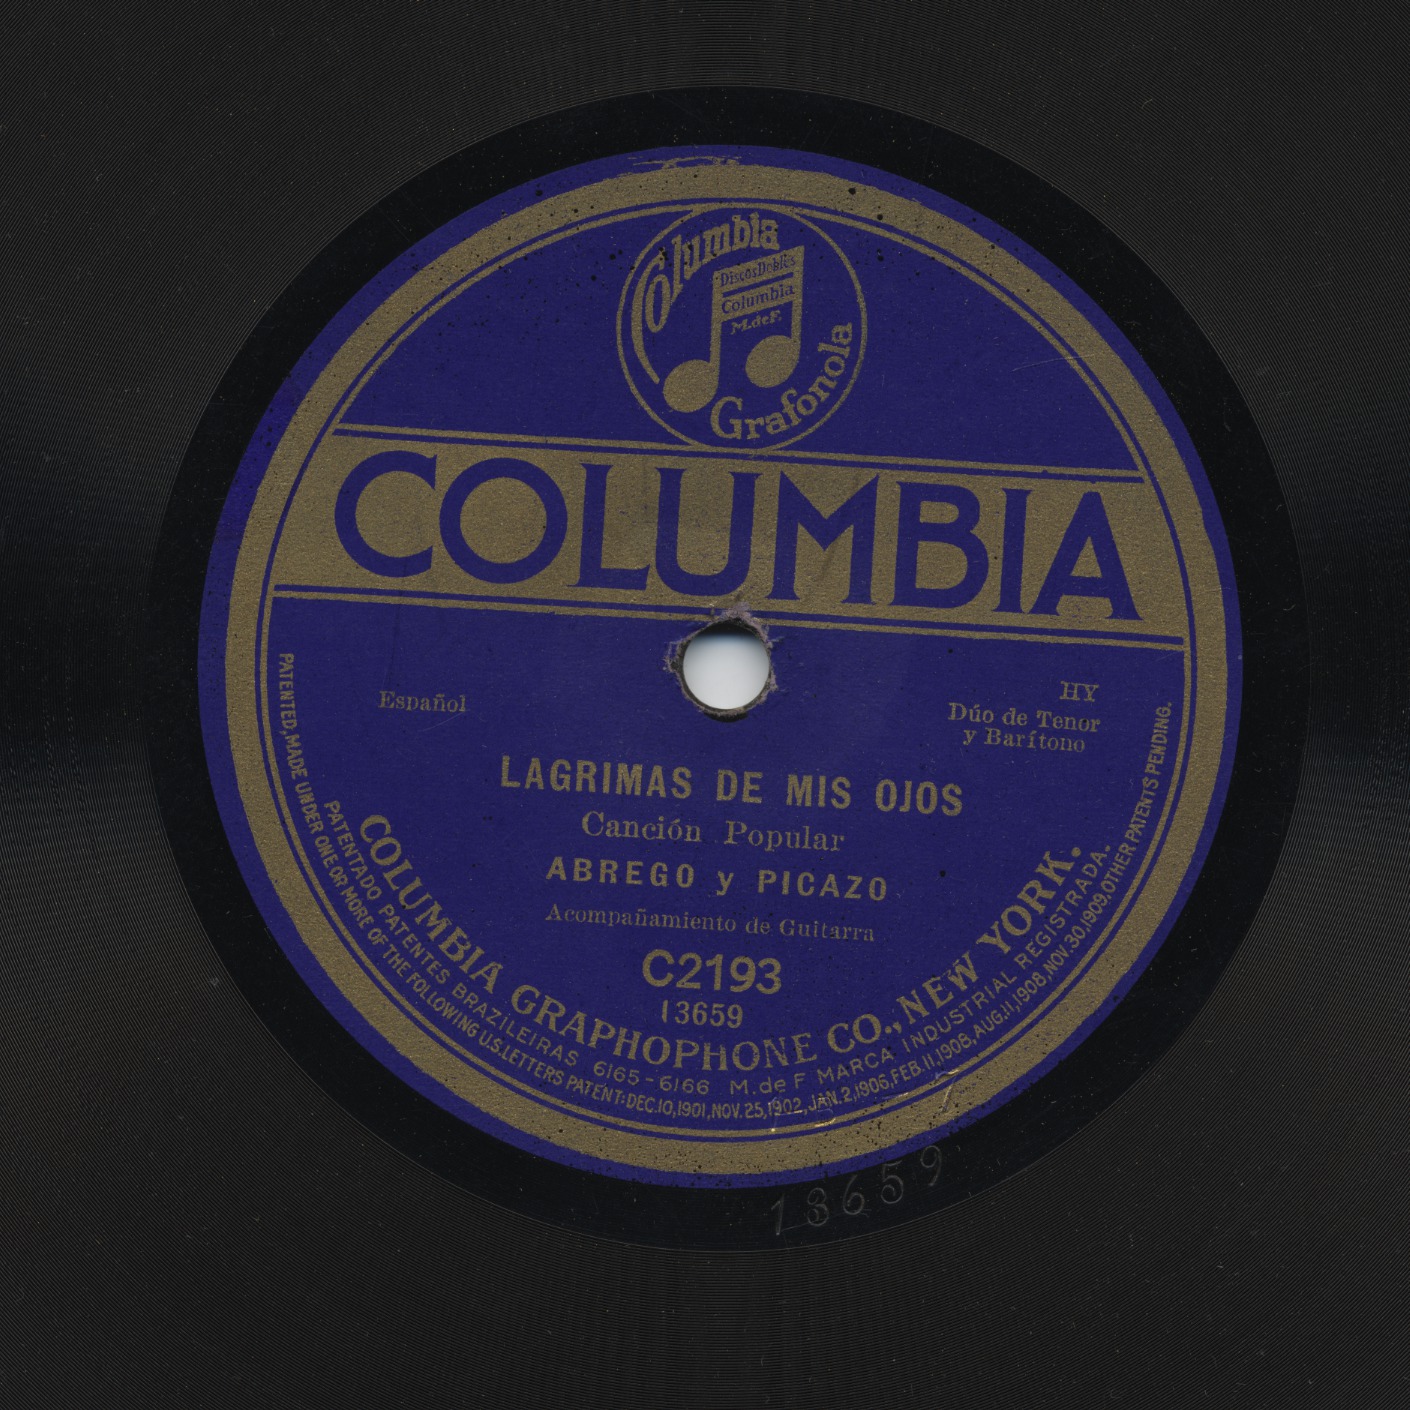 Columbia
Discos Dobles
Columbia
M.deF.
Grafonola
COLUMBIA
Español
HY
Dúo de Tenor
y Barítono
LAGRIMAS DE MIS OJOS
Canción Popular
ABREGO y PICAZO
Acompañamiento de Guitarra
C2193
13659
COLUMBIA GRAPHOPHONE CO., NEW YORK.
PATENTADO PATENTES BRAZILEIRAS 6165-6166 M.deF MARCA INDUSTRIAL REGISTRADA.
PATENTED, MADE UNDER ONE OR MORE OF THE FOLLOWING U.S. LETTERS PATENT: DEC.10,1901, NOV.25,1902, JAN.2,1906, FEB.11,1908, AUG.11,1908, NOV.30,1909. OTHER PATENTS PENDING.
13659